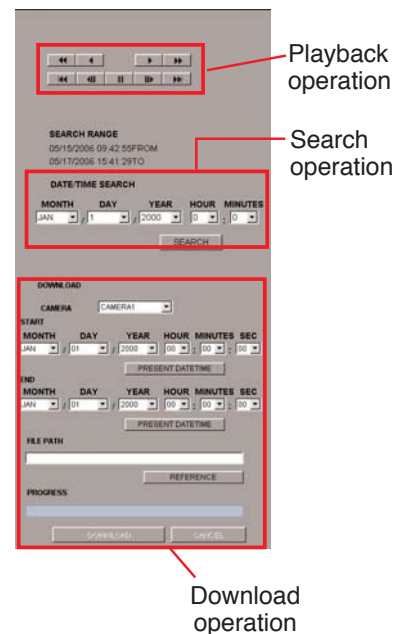 Playback
operation
SEARCH RANGE
05/15/2006 09:42:55FROM
05/17/2006 15:41:29TO
Search
operation
DATE/TIME SEARCH
MONTH DAY YEAR HOUR MINUTES
JAN / 1 / 2000 0 : 0
SEARCH
DOWNLOAD
CAMERA CAMERA1
START
MONTH DAY YEAR HOUR MINUTES SEC
JAN / 01 / 2000 00 : 00 : 00
PRESENT DATETIME
END
MONTH DAY YEAR HOUR MINUTES SEC
JAN / 01 / 2000 00 : 00 : 00
PRESENT DATETIME
FILE PATH
REFERENCE
PROGRESS
DOWNLOAD CANCEL
Download
operation